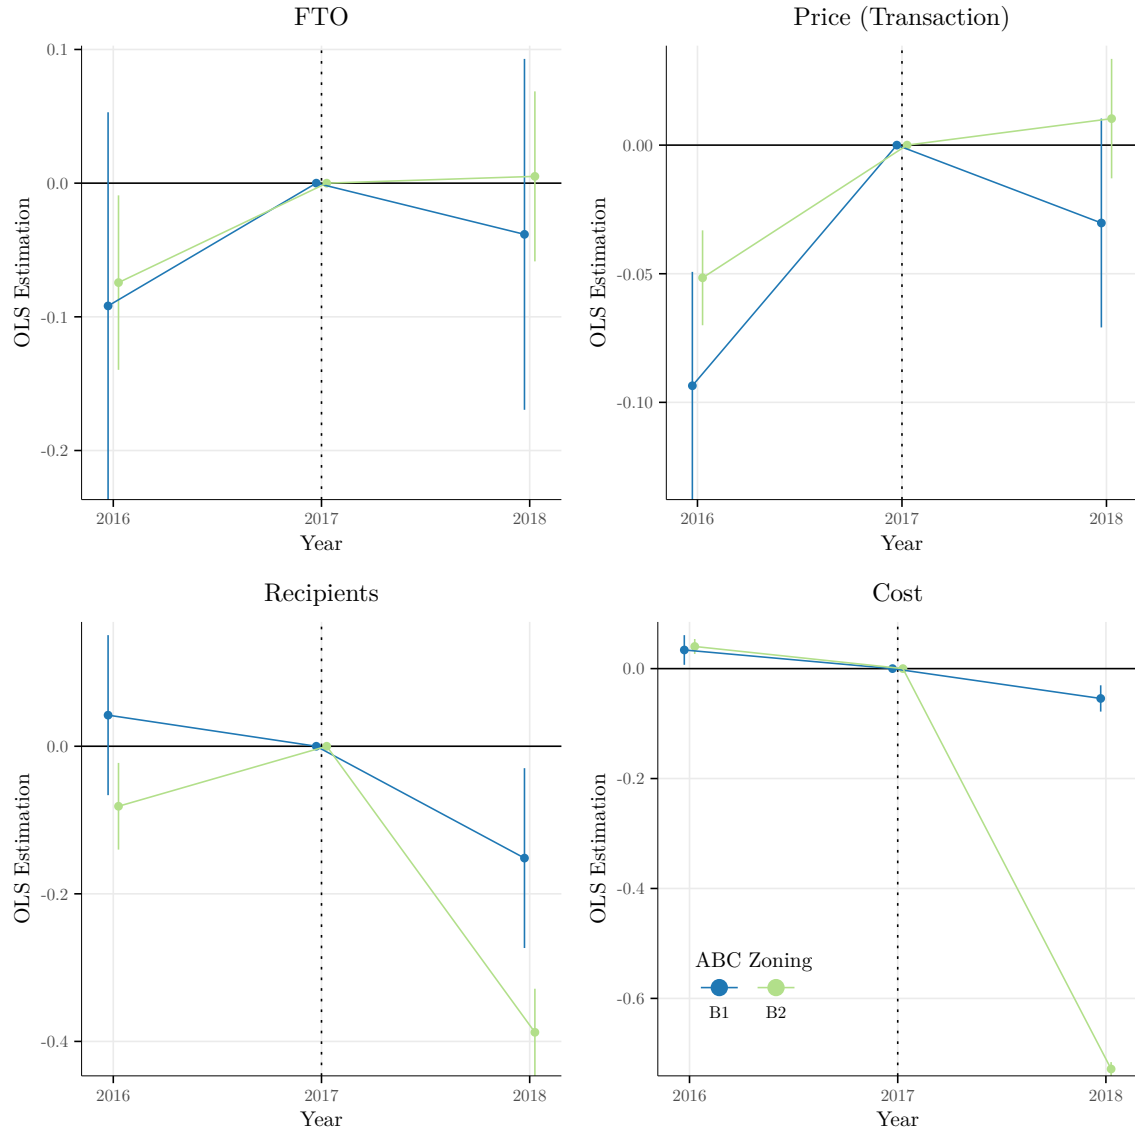 FTO
OLS Estimation
0.1
0.0
-0.1
-0.2
2016 2017 2018
Year
Price (Transaction)
OLS Estimation
0.00
-0.05
-0.10
2016 2017 2018
Year
Recipients
OLS Estimation
0.0
-0.2
-0.4
2016 2017 2018
Year
Cost
OLS Estimation
0.0
-0.2
-0.4
-0.6
ABC Zoning
B1 B2
2016 2017 2018
Year